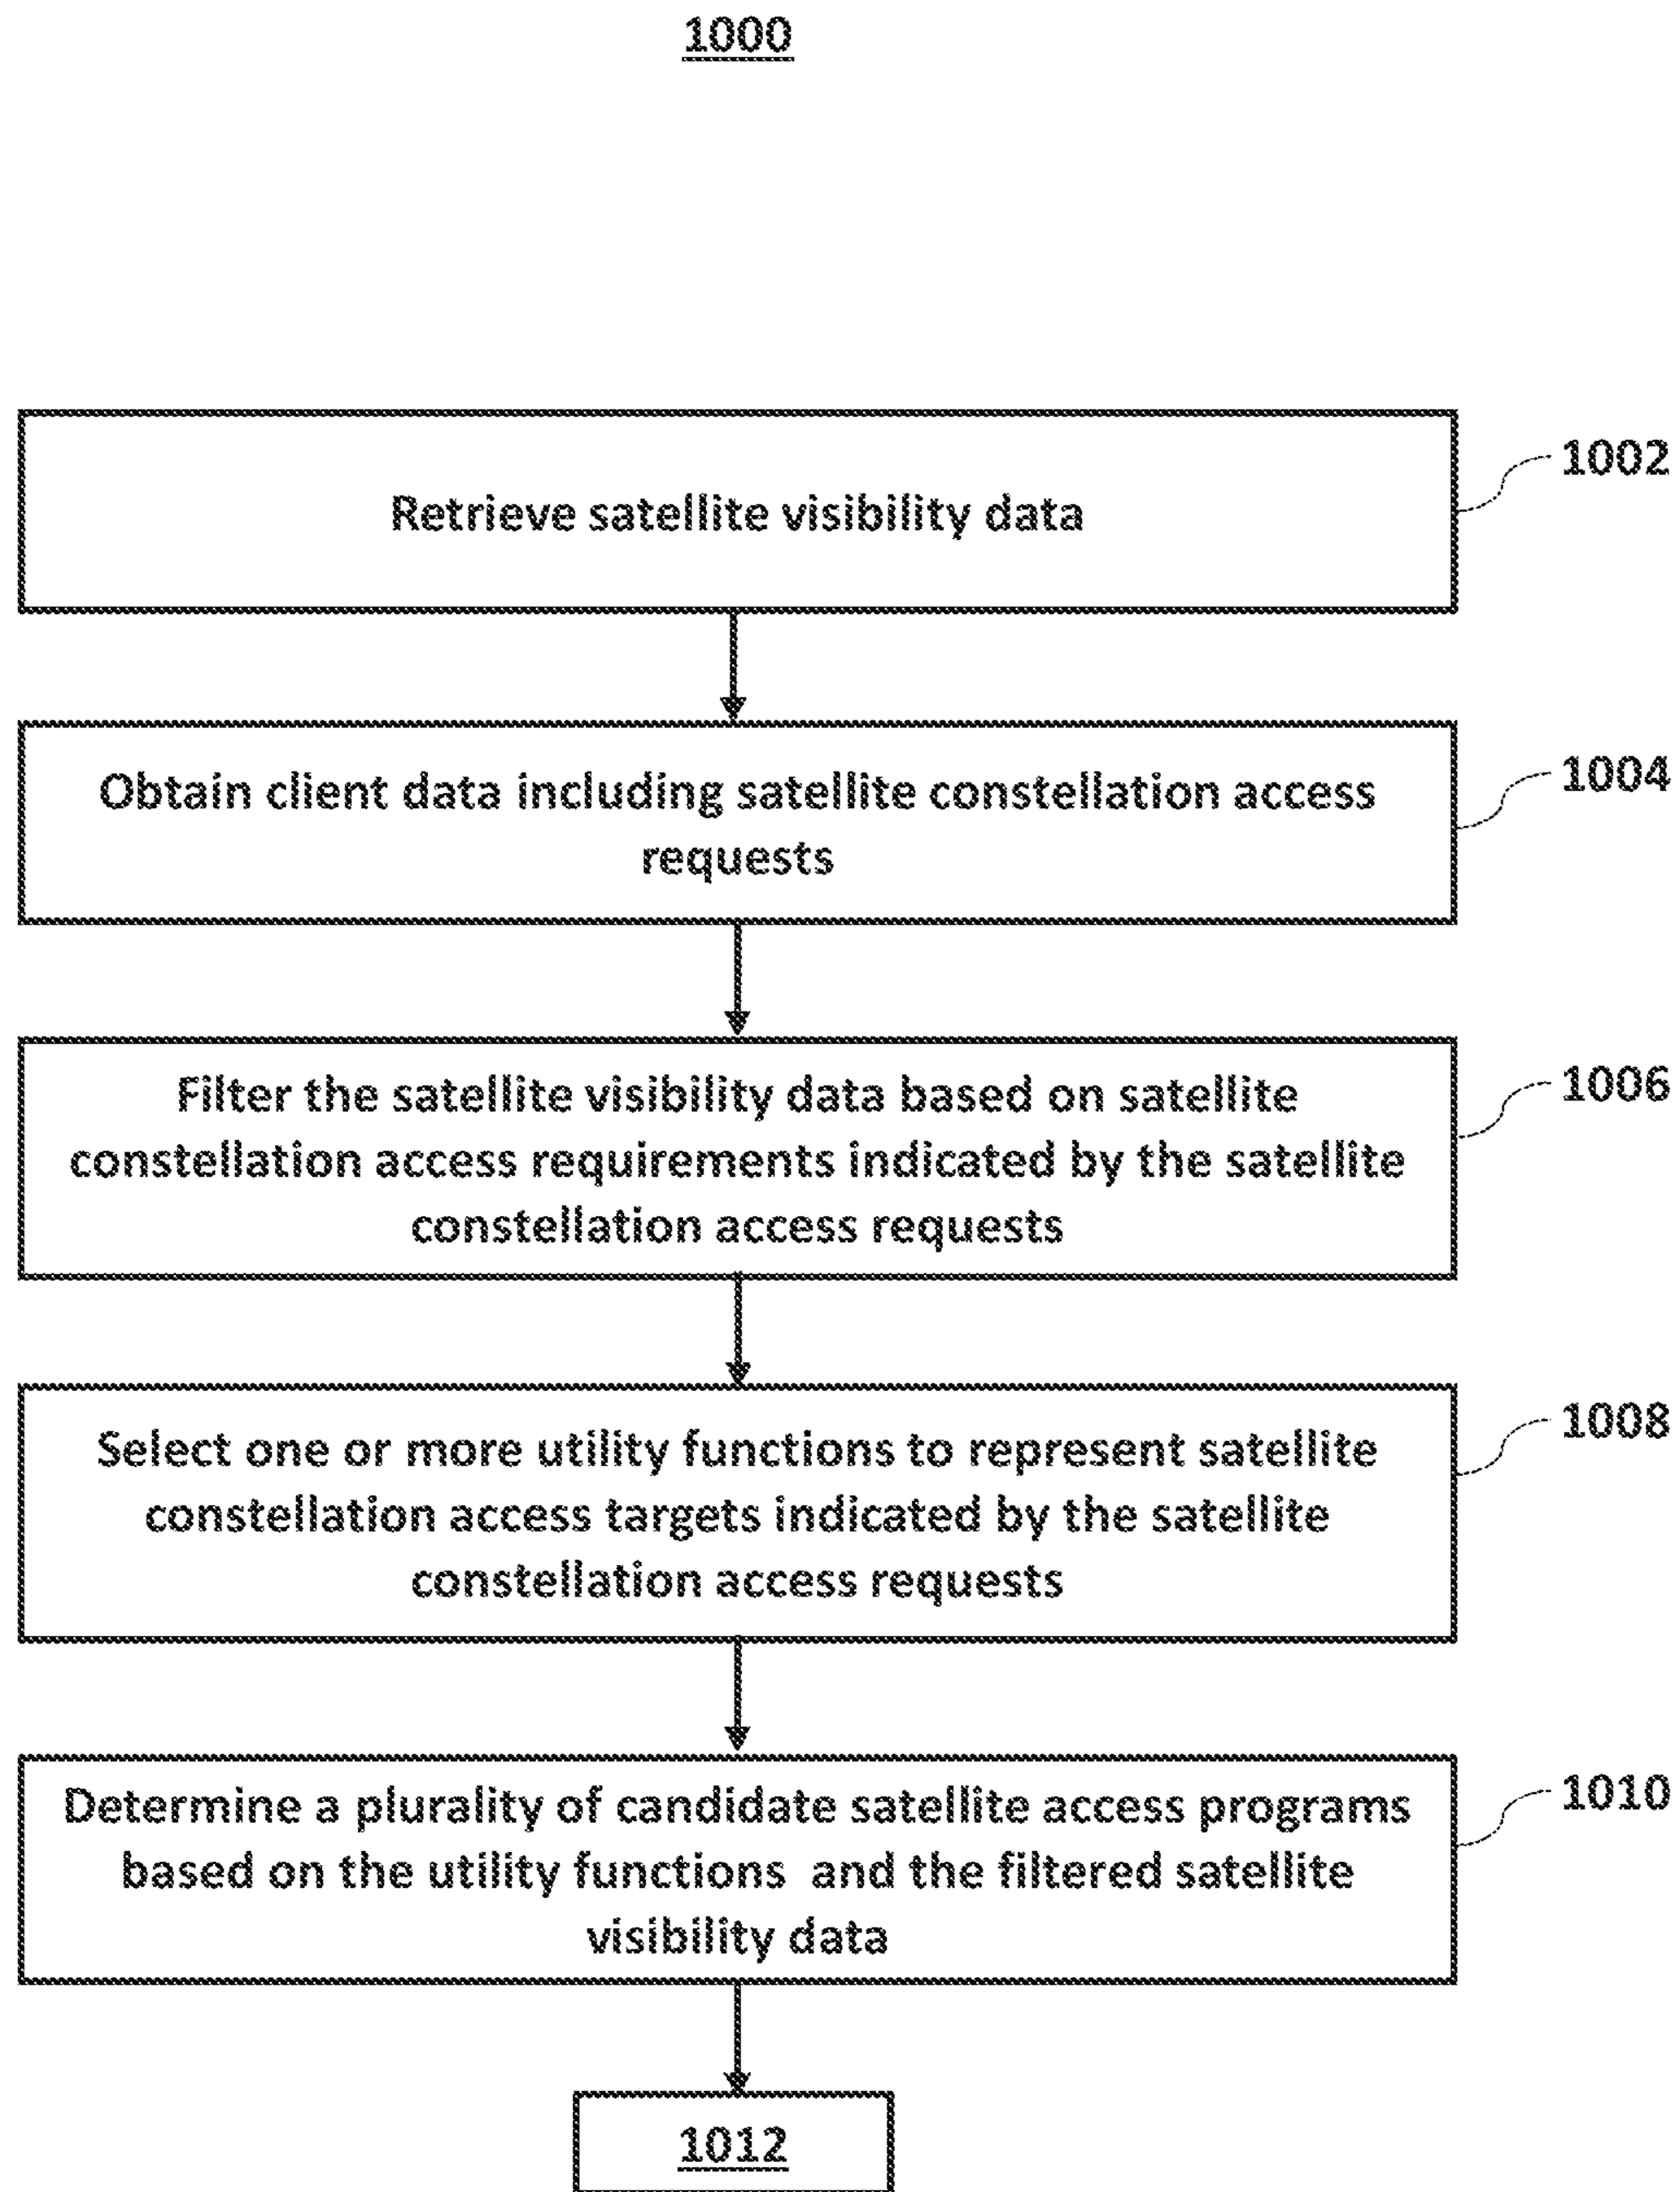 1000
Retrieve satellite visibility data
1002
Obtain client data including satellite constellation access
requests
1004
Filter the satellite visibility data based on satellite
constellation access requirements indicated by the satellite
constellation access requests
1006
Select one or more utility functions to represent satellite
constellation access targets indicated by the satellite
constellation access requests
1008
Determine a plurality of candidate satellite access programs
based on the utility functions and the filtered satellite
visibility data
1010
1012